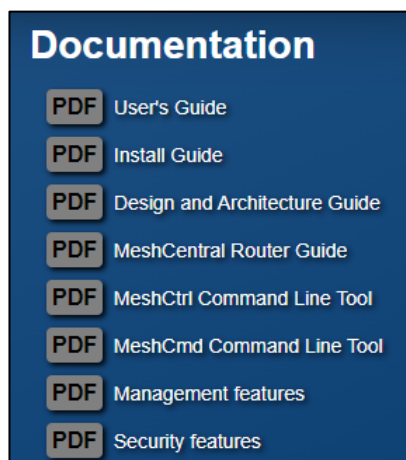 Documentation
PDF User's Guide
PDF Install Guide
PDF Design and Architecture Guide
PDF MeshCentral Router Guide
PDF MeshCtrl Command Line Tool
PDF MeshCmd Command Line Tool
PDF Management features
PDF Security features